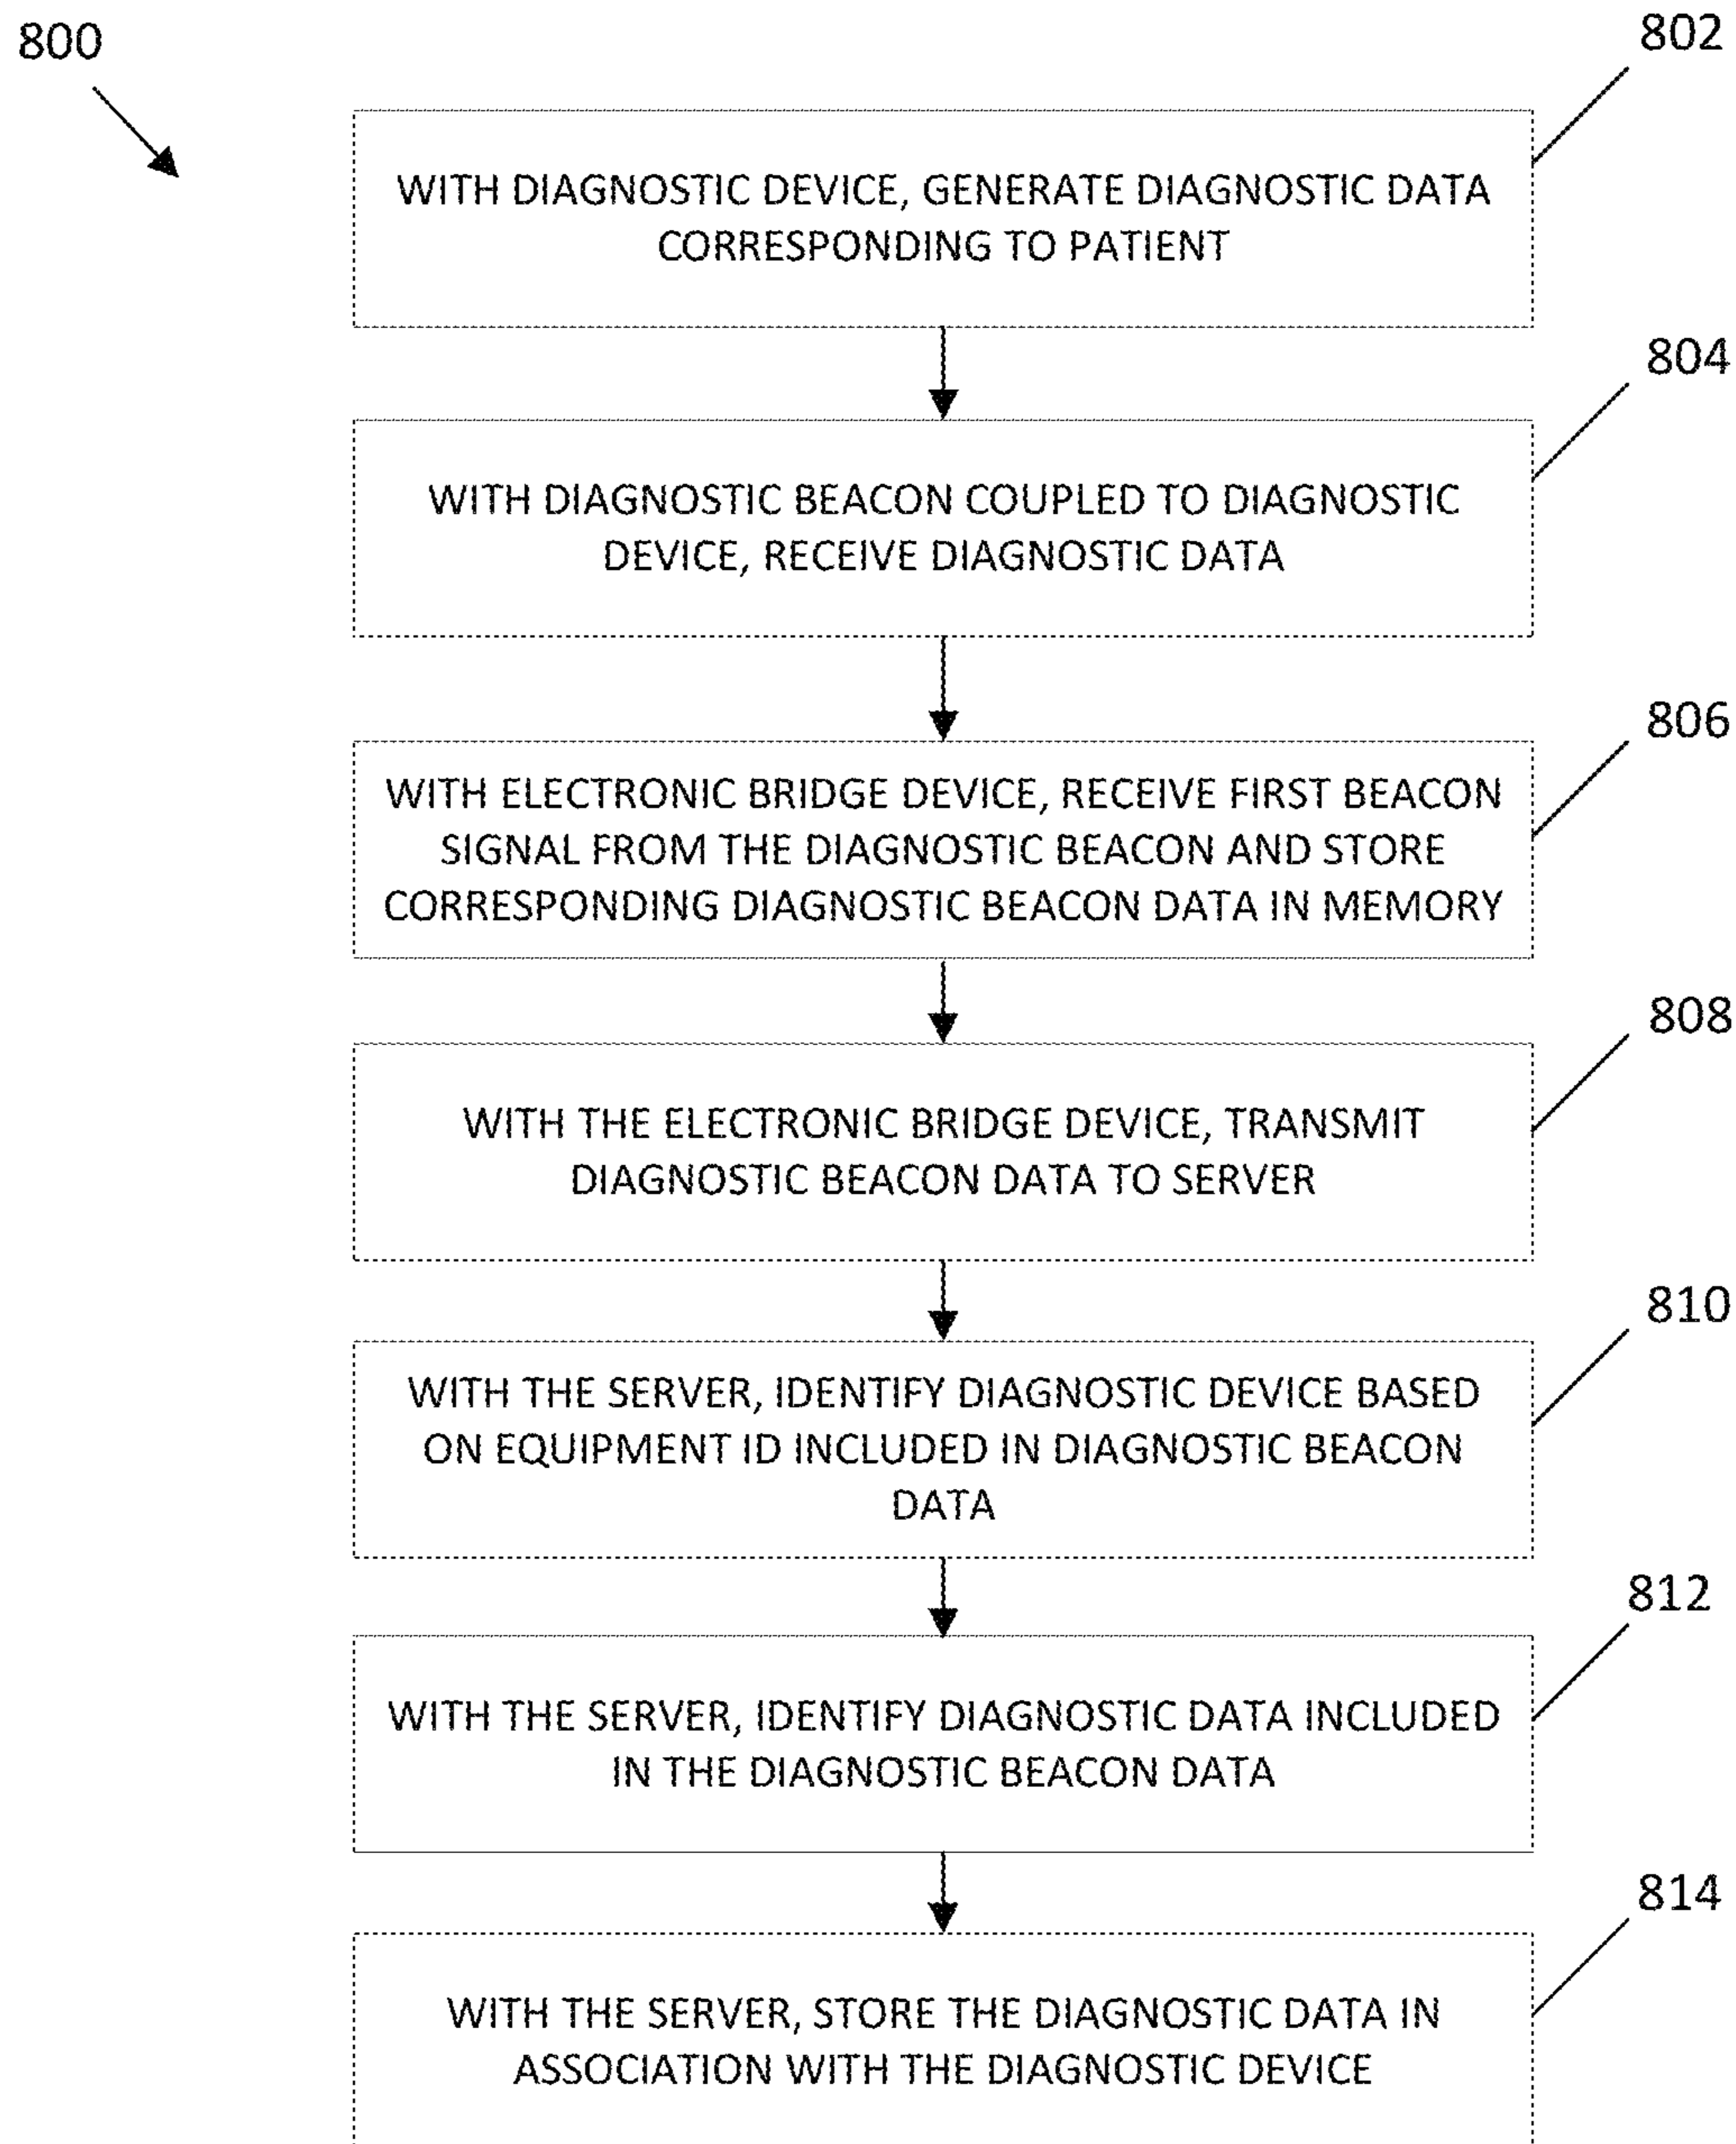 800
802
WITH DIAGNOSTIC DEVICE, GENERATE DIAGNOSTIC DATA
CORRESPONDING TO PATIENT
804
WITH DIAGNOSTIC BEACON COUPLED TO DIAGNOSTIC
DEVICE, RECEIVE DIAGNOSTIC DATA
806
WITH ELECTRONIC BRIDGE DEVICE, RECEIVE FIRST BEACON
SIGNAL FROM THE DIAGNOSTIC BEACON AND STORE
CORRESPONDING DIAGNOSTIC BEACON DATA IN MEMORY
808
WITH THE ELECTRONIC BRIDGE DEVICE, TRANSMIT
DIAGNOSTIC BEACON DATA TO SERVER
810
WITH THE SERVER, IDENTIFY DIAGNOSTIC DEVICE BASED
ON EQUIPMENT ID INCLUDED IN DIAGNOSTIC BEACON
DATA
812
WITH THE SERVER, IDENTIFY DIAGNOSTIC DATA INCLUDED
IN THE DIAGNOSTIC BEACON DATA
814
WITH THE SERVER, STORE THE DIAGNOSTIC DATA IN
ASSOCIATION WITH THE DIAGNOSTIC DEVICE